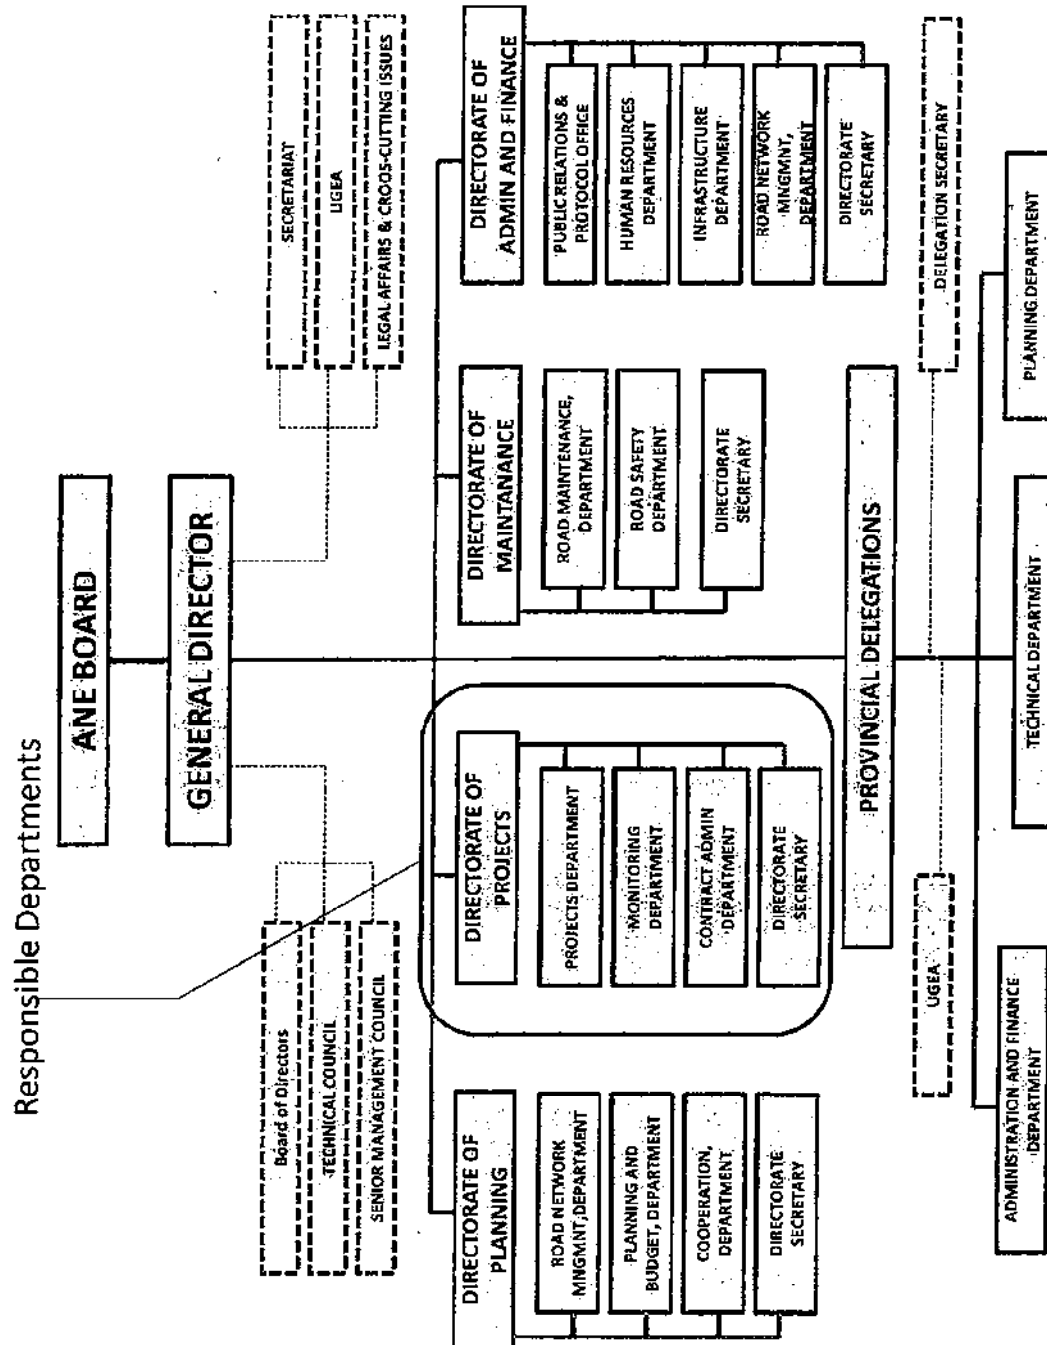 Responsible Departments
ANE BOARD
GENERAL DIRECTOR
Board of Directors
TECHNICAL COUNCIL
SENIOR MANAGEMENT COUNCIL
SECRETARIAT
UGEA
LEGAL AFFAIRS & CROOS-CUTTING ISSUES
DIRECTORATE OF
PLANNING
ROAD NETWORK
MNGMNT, DEPARTMENT
PLANNING AND
BUDGET, DEPARTMENT
COOPERATION,
DEPARTMENT
DIRECTORATE
SECRETARY
DIRECTORATE OF
PROJECTS
PROJECTS DEPARTMENT
MONITORING
DEPARTMENT
CONTRACT ADMIN
DEPARTMENT
DIRECTORATE
SECRETARY
DIRECTORATE OF
MAINTANANCE
ROAD MAINTENANCE,
DEPARTMENT
ROAD SAFETY
DEPARTMENT
DIRECTORATE
SECRETARY
DIRECTORATE OF
ADMIN AND FINANCE
PUBLIC RELATIONS &
PROTOCOL OFFICE
HUMAN RESOURCES
DEPARTMENT
INFRASTRUCTURE
DEPARTMENT
ROAD NETWORK
MNGMNT,
DEPARTMENT
DIRECTORATE
SECRETARY
PROVINCIAL DELEGATIONS
UGEA
DELEGATION SECRETARY
ADMINISTRATION AND FINANCE
DEPARTMENT
TECHNICAL DEPARTMENT
PLANNING DEPARTMENT